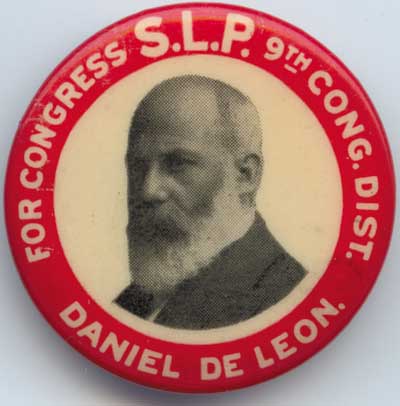 FOR CONGRESS S.L.P. 9TH CONG. DIST.
DANIEL DE LEON.